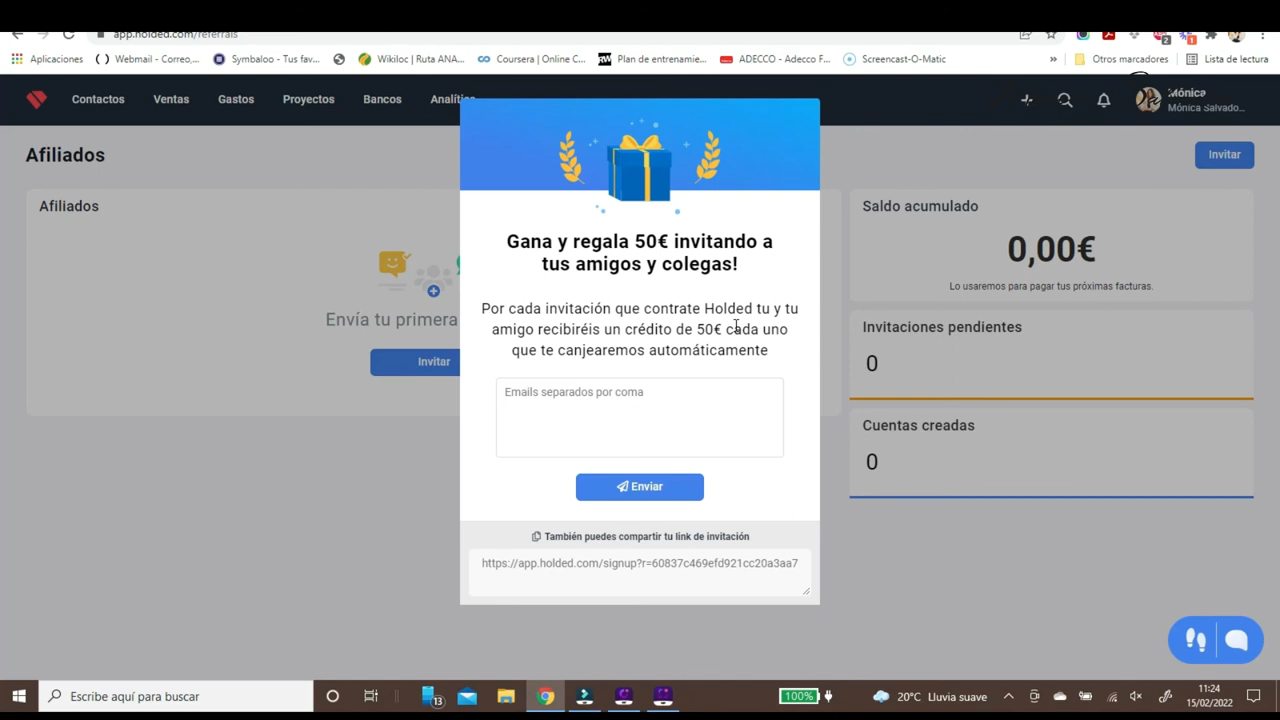 app.holded.com/referrals
Aplicaciones
Webmail - Correo,...
Symbaloo - Tus fav...
Wikiloc | Ruta ANA...
Coursera | Online C...
RW
Plan de entrenamie...
ADECCO - Adecco F...
Screencast-O-Matic
»
Otros marcadores
Lista de lectura
Contactos
Ventas
Gastos
Proyectos
Bancos
Analític
Mónica
Mónica Salvado...
Afiliados
Invitar
Afiliados
Envía tu primera
Invitar
Gana y regala 50€ invitando a
tus amigos y colegas!
Por cada invitación que contrate Holded tu y tu
amigo recibiréis un crédito de 50€ cada uno
que te canjearemos automáticamente
Emails separados por coma
Enviar
También puedes compartir tu link de invitación
https://app.holded.com/signup?r=60837c469efd921cc20a3aa7
Saldo acumulado
0,00€
Lo usaremos para pagar tus próximas facturas.
Invitaciones pendientes
0
Cuentas creadas
0
Escribe aquí para buscar
13
100%
20°C Lluvia suave
11:24
15/02/2022